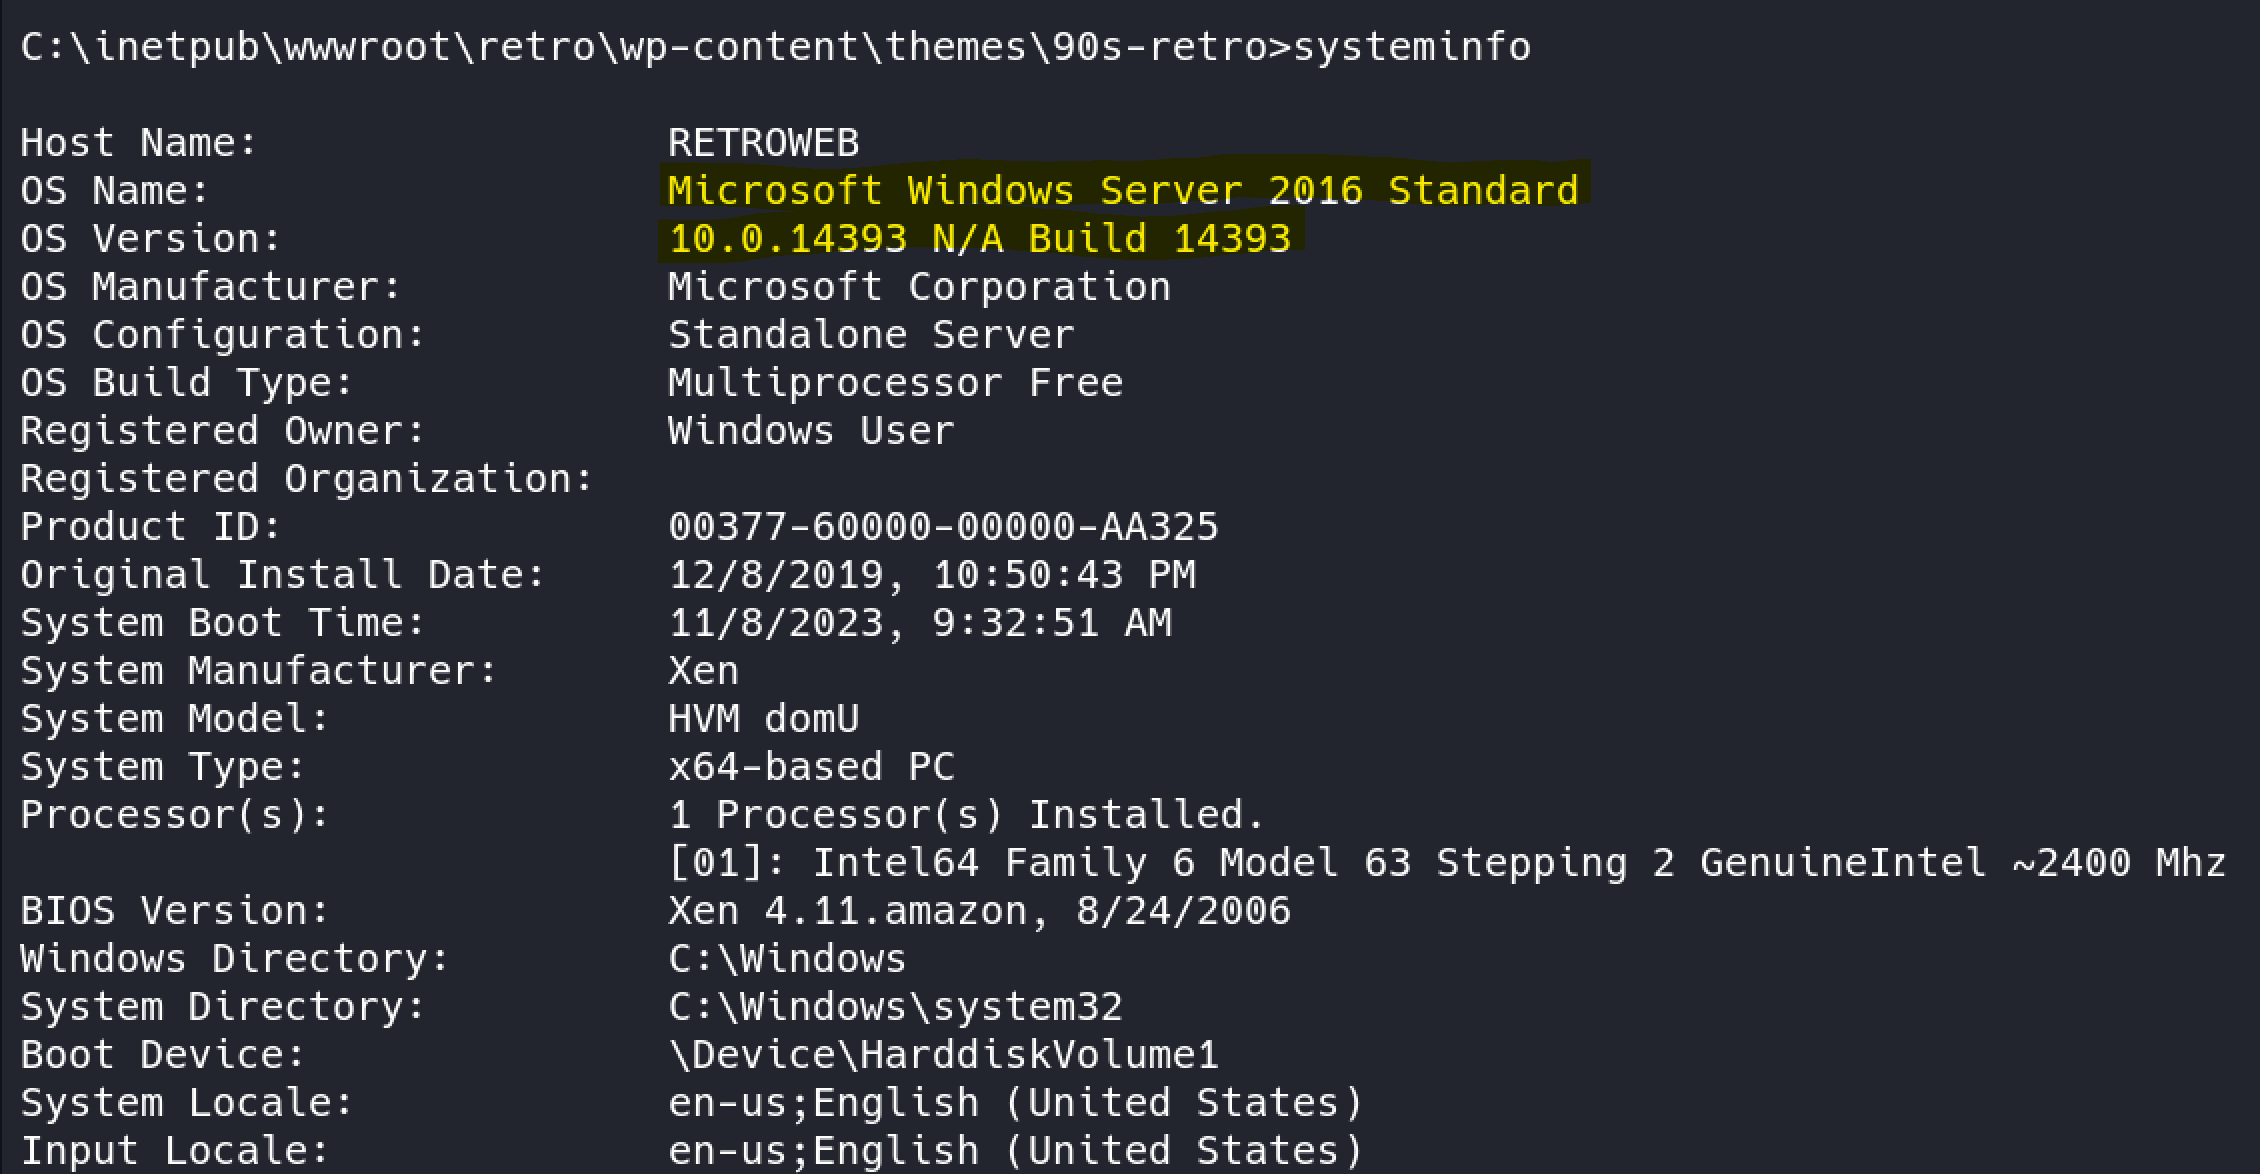 C:\inetpub\wwwroot\retro\wp-content\themes\90s-retro>systeminfo
Host Name: RETROWEB
OS Name: Microsoft Windows Server 2016 Standard
OS Version: 10.0.14393 N/A Build 14393
OS Manufacturer: Microsoft Corporation
OS Configuration: Standalone Server
OS Build Type: Multiprocessor Free
Registered Owner: Windows User
Registered Organization:
Product ID: 00377-60000-00000-AA325
Original Install Date: 12/8/2019, 10:50:43 PM
System Boot Time: 11/8/2023, 9:32:51 AM
System Manufacturer: Xen
System Model: HVM domU
System Type: x64-based PC
Processor(s): 1 Processor(s) Installed.
[01]: Intel64 Family 6 Model 63 Stepping 2 GenuineIntel ~2400 Mhz
BIOS Version: Xen 4.11.amazon, 8/24/2006
Windows Directory: C:\Windows
System Directory: C:\Windows\system32
Boot Device: \Device\HarddiskVolume1
System Locale: en-us;English (United States)
Input Locale: en-us;English (United States)